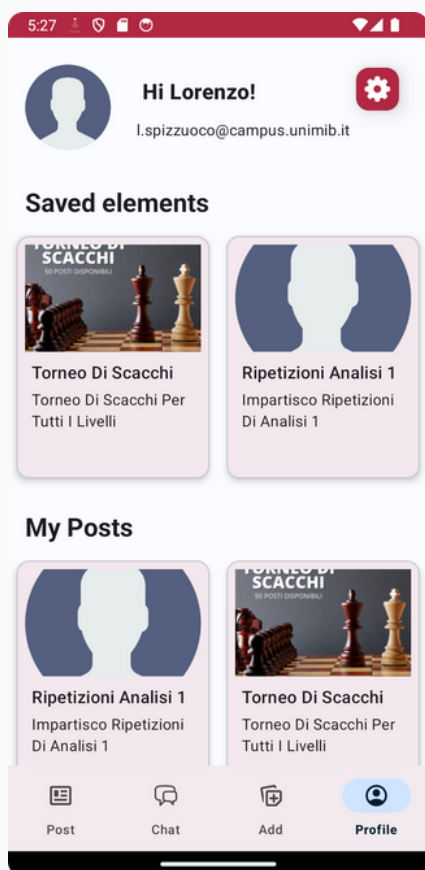 5:27
Hi Lorenzo!
l.spizzuoco@campus.unimib.it
Saved elements
TORNEO DI
SCACCHI
50 POSTI DISPONIBILI
Torneo Di Scacchi
Torneo Di Scacchi Per
Tutti I Livelli
Ripetizioni Analisi 1
Impartisco Ripetizioni
Di Analisi 1
My Posts
Ripetizioni Analisi 1
Impartisco Ripetizioni
Di Analisi 1
TORNEO DI
SCACCHI
50 POSTI DISPONIBILI
Torneo Di Scacchi
Torneo Di Scacchi Per
Tutti I Livelli
Post
Chat
Add
Profile